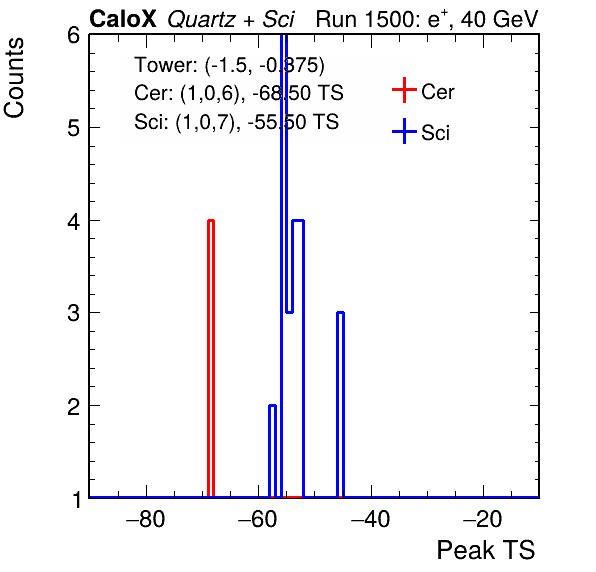 CaloX Quartz + Sci Run 1500: e+, 40 GeV
Counts
Tower: (-1.5, -0.375)
Cer: (1,0,6), -68.50 TS
Sci: (1,0,7), -55.50 TS
Cer
Sci
6
5
4
3
2
1
−80 −60 −40 −20
Peak TS